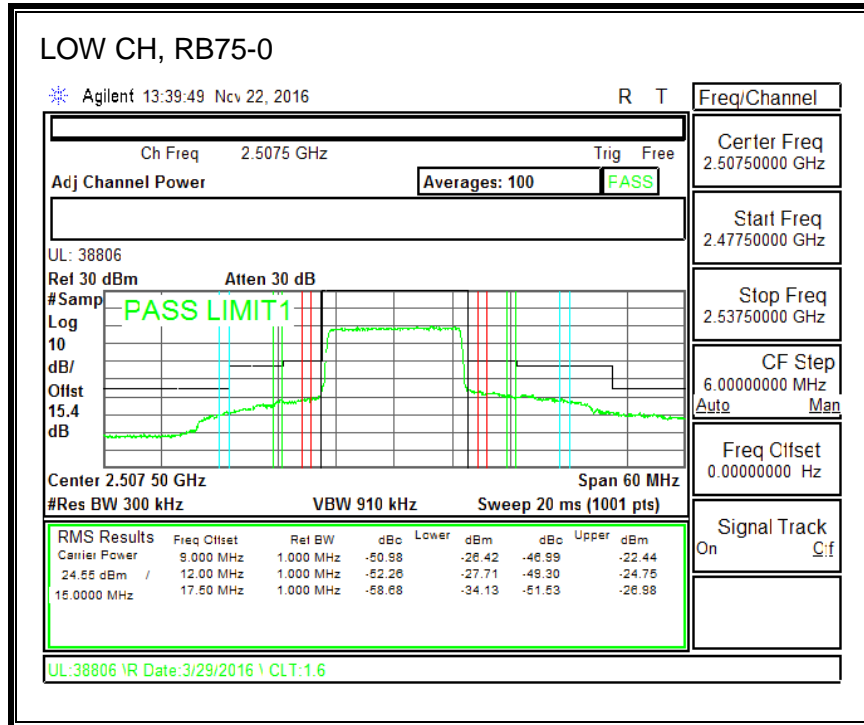 LOW CH, RB75-0
Agilent 13:39:49 Nov 22, 2016 R T
Freq/Channel
Ch Freq 2.5075 GHz Trig Free
Adj Channel Power Averages: 100 PASS
Center Freq
2.50750000 GHz
Start Freq
2.47750000 GHz
Stop Freq
2.53750000 GHz
CF Step
6.00000000 MHz
Auto Man
Freq Offset
0.00000000 Hz
Signal Track
On Off
UL: 38806
Ref 30 dBm Atten 30 dB
#Samp
Log
10
dB/
Offst
15.4
dB
PASS LIMIT1
Center 2.507 50 GHz Span 60 MHz
#Res BW 300 kHz VBW 910 kHz Sweep 20 ms (1001 pts)
RMS Results Freq Offset Ref BW dBc Lower dBm dBc Upper dBm
Carrier Power 9.000 MHz 1.000 MHz -50.98 -26.42 -46.99 -22.44
24.55 dBm / 12.00 MHz 1.000 MHz -52.26 -27.71 -49.30 -24.75
15.0000 MHz 17.50 MHz 1.000 MHz -58.68 -34.13 -51.53 -26.98
UL:38806 \R Date:3/29/2016 \ CLT:1.6